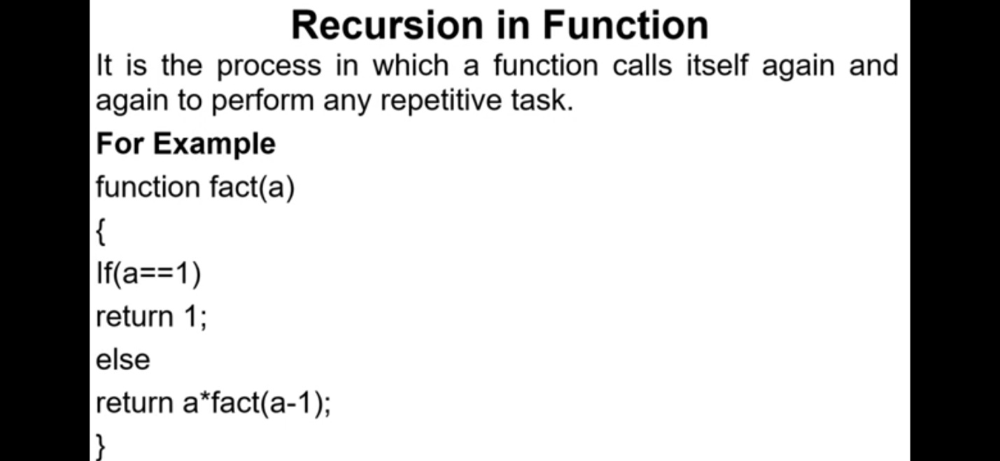 Recursion in Function
It is the process in which a function calls itself again and
again to perform any repetitive task.
For Example
function fact(a)
{
If(a==1)
return 1;
else
return a*fact(a-1);
}